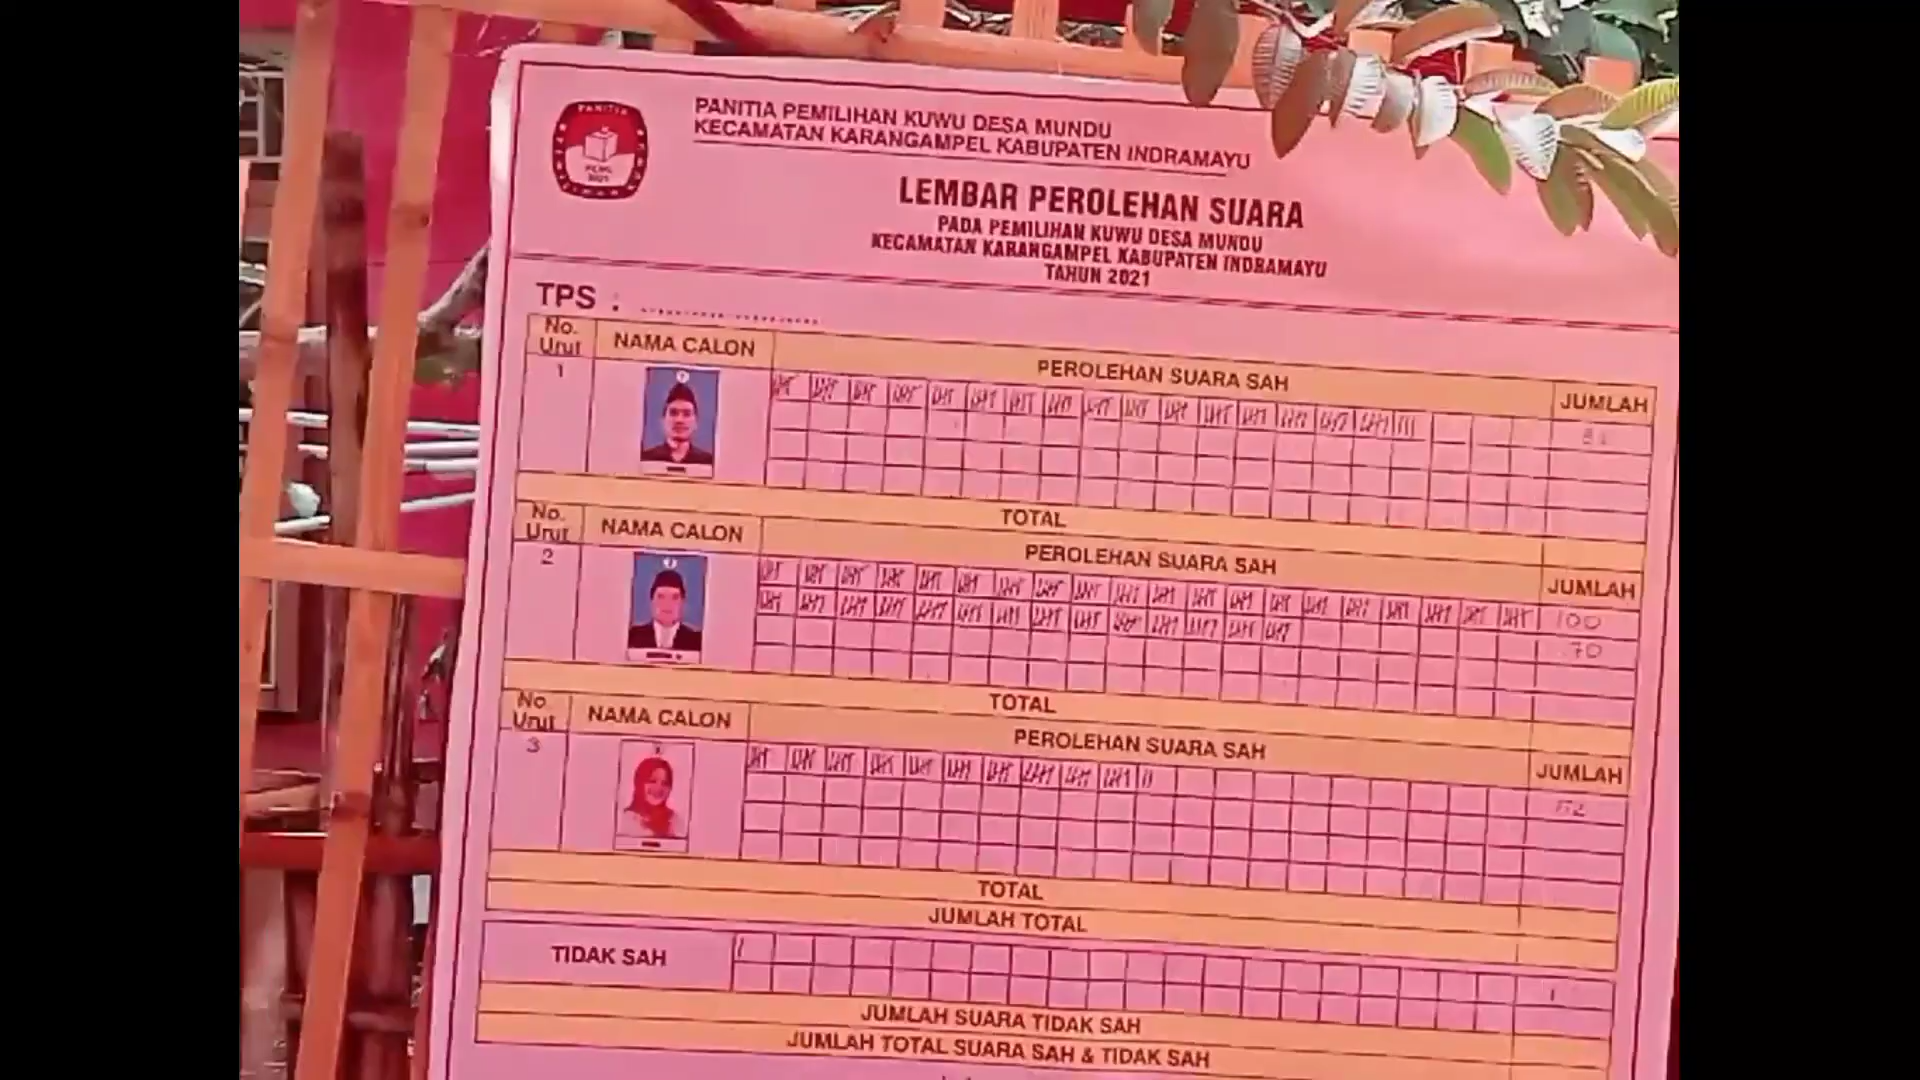 PANITIA
PANITIA PEMILIHAN KUWU DESA MUNDU
KECAMATAN KARANGAMPEL KABUPATEN INDRAMAYU
LEMBAR PEROLEHAN SUARA
PADA PEMILIHAN KUWU DESA MUNDU
KECAMATAN KARANGAMPEL KABUPATEN INDRAMAYU
TAHUN 2021
TPS :
No. Urut NAMA CALON PEROLEHAN SUARA SAH JUMLAH
1
TOTAL
No. Urut NAMA CALON PEROLEHAN SUARA SAH JUMLAH
2 100
70
TOTAL
No. Urut NAMA CALON PEROLEHAN SUARA SAH JUMLAH
3 52
TOTAL
JUMLAH TOTAL
TIDAK SAH
JUMLAH SUARA TIDAK SAH
JUMLAH TOTAL SUARA SAH & TIDAK SAH